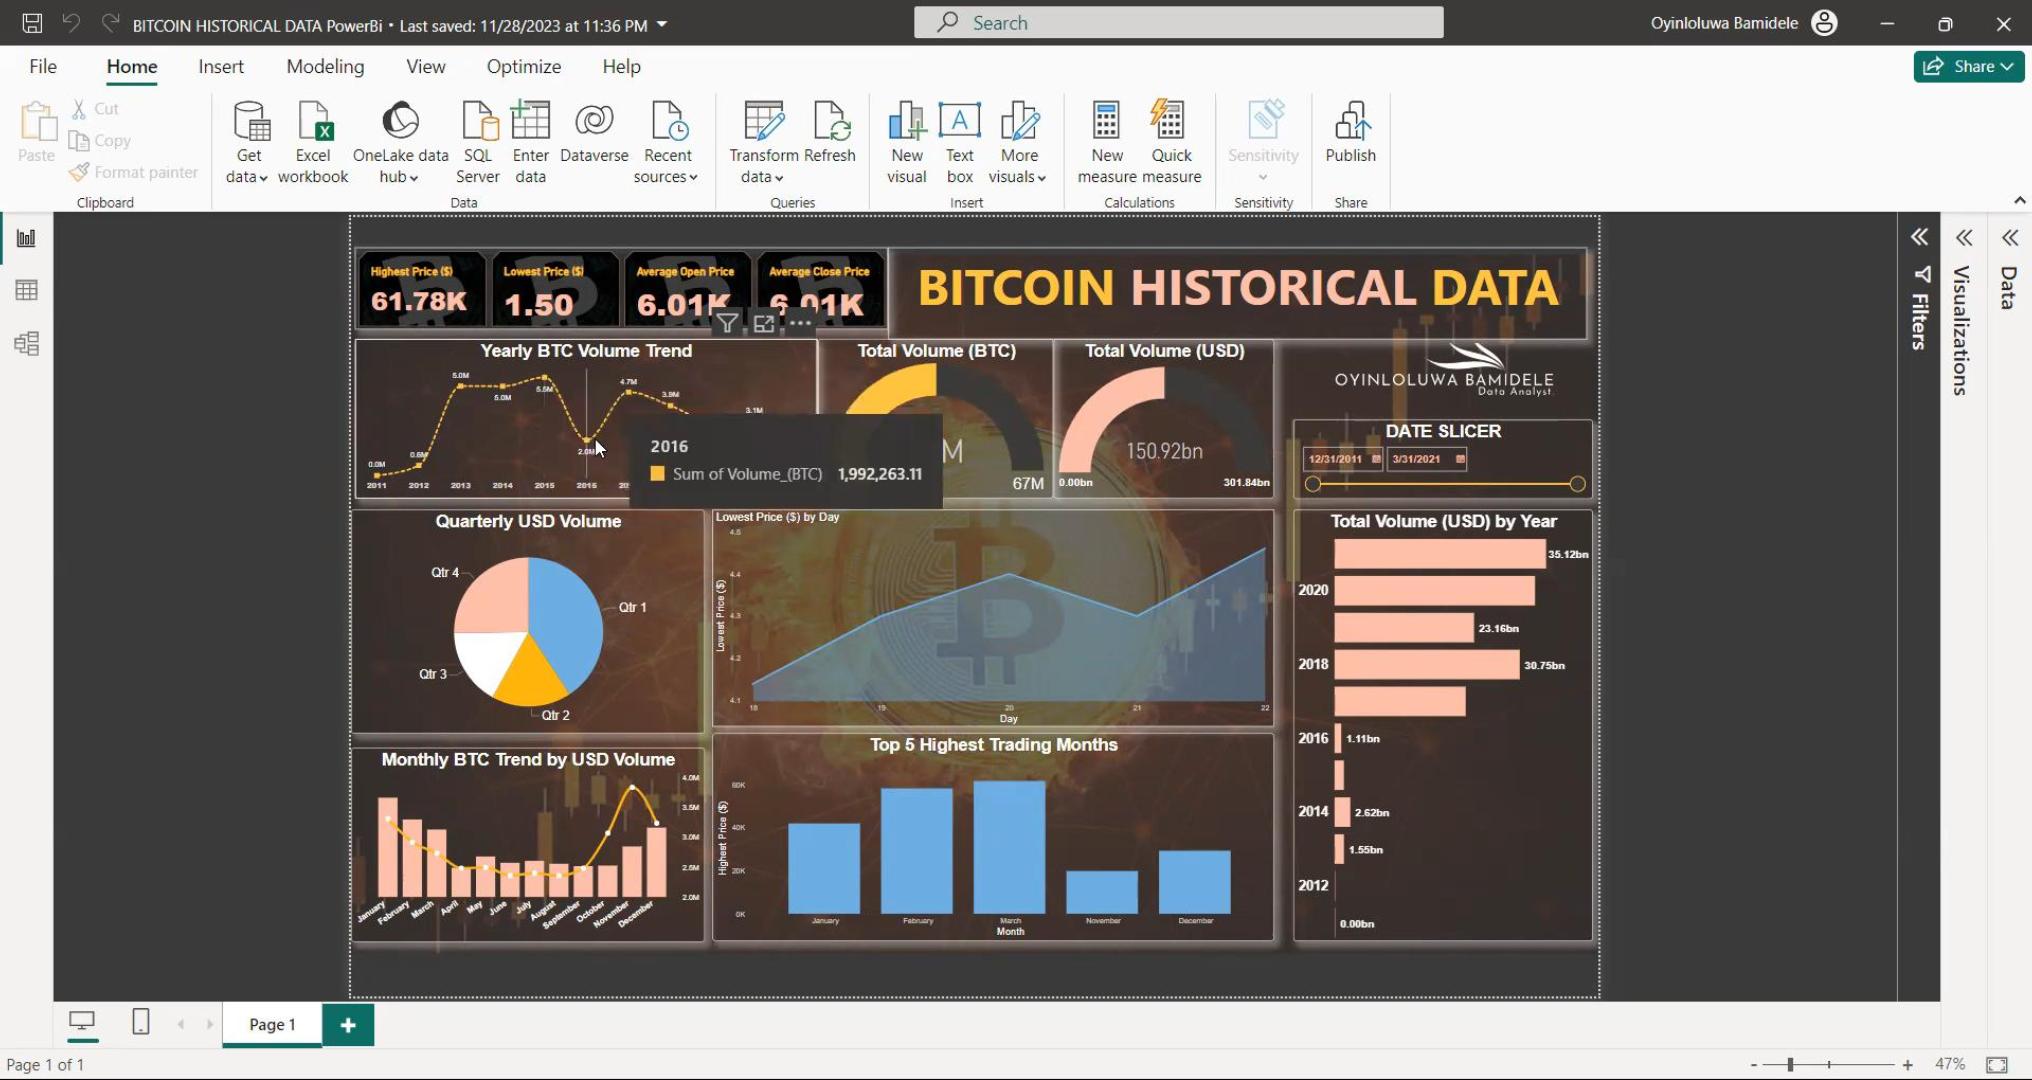 BITCOIN HISTORICAL DATA PowerBi • Last saved: 11/28/2023 at 11:36 PM
Search
Oyinloluwa Bamidele
File Home Insert Modeling View Optimize Help
Share
Paste
Cut
Copy
Format painter
Get data
Excel workbook
OneLake data hub
SQL Server
Enter data
Dataverse
Recent sources
Transform data
Refresh
New visual
Text box
More visuals
New measure
Quick measure
Sensitivity
Publish
Clipboard Data Queries Insert Calculations Sensitivity Share
Highest Price ($)
61.78K
Lowest Price ($)
1.50
Average Open Price
6.01K
Average Close Price
6.01K
BITCOIN HISTORICAL DATA
Yearly BTC Volume Trend
0.0M 0.6M 5.0M 5.0M 5.5M 2.0M 4.7M 3.9M 3.1M
2011 2012 2013 2014 2015 2016
2016
Sum of Volume_(BTC) 1,992,263.11
Total Volume (BTC)
M
67M
Total Volume (USD)
150.92bn
0.00bn 301.84bn
OYINLOLUWA BAMIDELE
Data Analyst
DATE SLICER
12/31/2011 3/31/2021
Quarterly USD Volume
Qtr 4
Qtr 1
Qtr 3
Qtr 2
Lowest Price ($) by Day
Lowest Price ($)
4.5
4.4
4.3
4.2
4.1
18 19 20 21 22
Day
Total Volume (USD) by Year
35.12bn
2020
23.16bn
2018 30.75bn
2016 1.11bn
2014 2.62bn
1.55bn
2012
0.00bn
Monthly BTC Trend by USD Volume
4.0M
3.5M
3.0M
2.5M
2.0M
January February March April May June July August September October November December
Top 5 Highest Trading Months
Highest Price ($)
60K
40K
20K
0K
January February March November December
Month
Filters
Visualizations
Data
Page 1
Page 1 of 1
47%